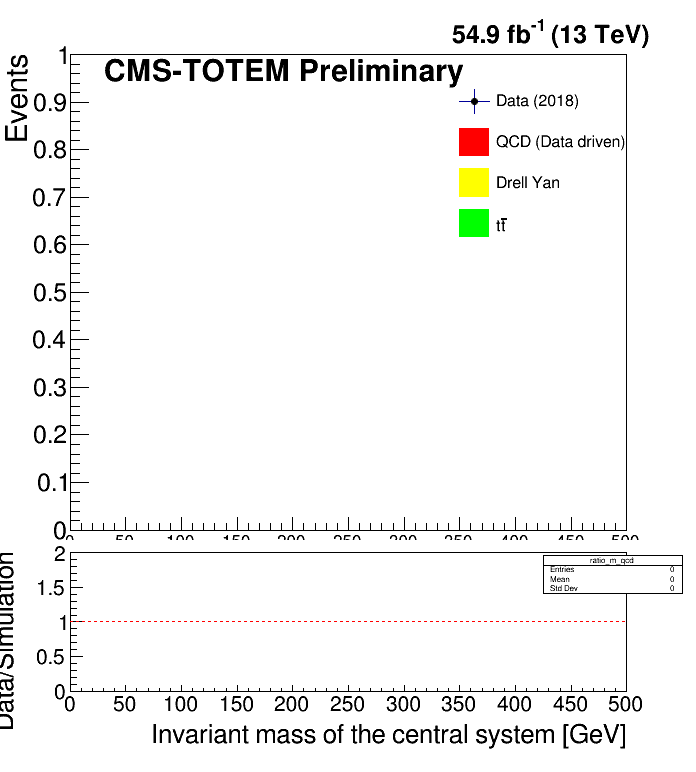 54.9 fb-1 (13 TeV)
CMS-TOTEM Preliminary
Events
1
0.9
0.8
0.7
0.6
0.5
0.4
0.3
0.2
0.1
0
Data (2018)
QCD (Data driven)
Drell Yan
tt̄
0 50 100 150 200 250 300 350 400 450 500
Data/Simulation
2
1.5
1
0.5
0
ratio_m_qcd
Entries 0
Mean 0
Std Dev 0
0 50 100 150 200 250 300 350 400 450 500
Invariant mass of the central system [GeV]